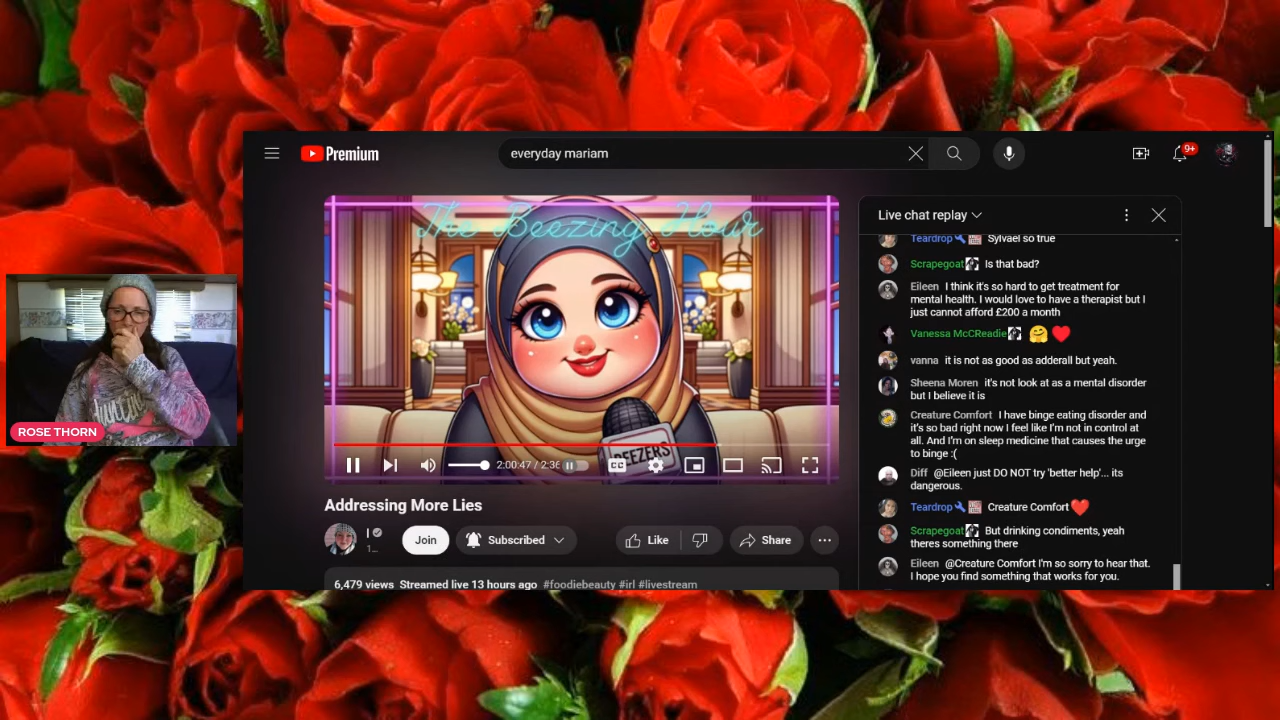 Premium
everyday mariam
9+
The Beezing Hour
BEEZERS
CC
2:00:47 / 2:36
Addressing More Lies
Join
Subscribed
Like
Share
6,479 views Streamed live 13 hours ago #foodiebeauty #irl #livestream
ROSE THORN
Live chat replay
Teardrop Sylvael so true
Scrapegoat Is that bad?
Eileen I think it's so hard to get treatment for
mental health. I would love to have a therapist but I
just cannot afford £200 a month
Vanessa McCReadie
vanna it is not as good as adderall but yeah.
Sheena Moren it's not look at as a mental disorder
but I believe it is
Creature Comfort I have binge eating disorder and
it's so bad right now I feel like I'm not in control at
all. And I'm on sleep medicine that causes the urge
to binge :(
Diff @Eileen just DO NOT try 'better help'... its
dangerous.
Teardrop Creature Comfort
Scrapegoat But drinking condiments, yeah
theres something there
Eileen @Creature Comfort I'm so sorry to hear that.
I hope you find something that works for you.